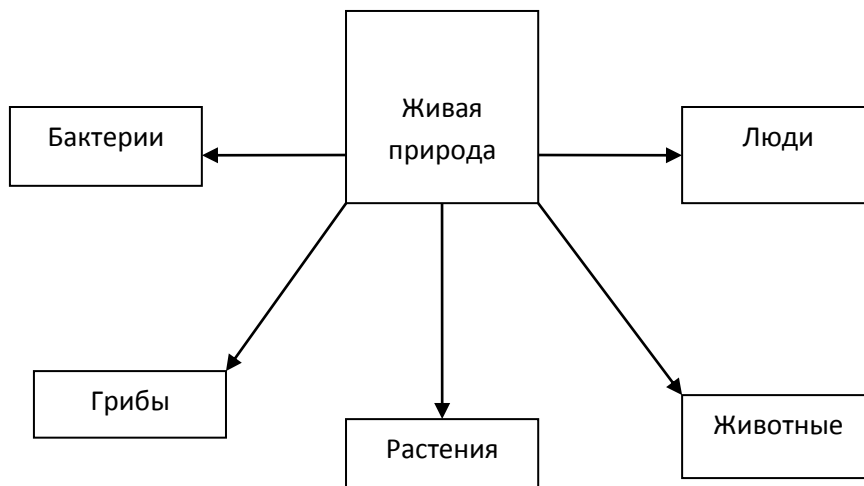 Живая
природа
Бактерии
Люди
Грибы
Растения
Животные